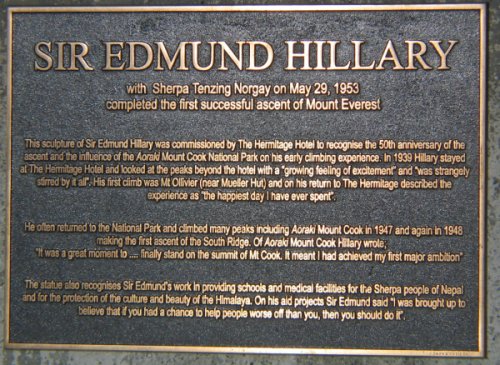 SIR EDMUND HILLARY
with Sherpa Tenzing Norgay on May 29, 1953
completed the first successful ascent of Mount Everest
This sculpture of Sir Edmund Hillary was commissioned by The Hermitage Hotel to recognise the 50th anniversary of the
ascent and the influence of the Aoraki Mount Cook National Park on his early climbing experience. In 1939 Hillary stayed
at The Hermitage Hotel and looked at the peaks beyond the hotel with a "growing feeling of excitement" and "was strangely
stirred by it all". His first climb was Mt Ollivier (near Mueller Hut) and on his return to The Hermitage described the
experience as "the happiest day I have ever spent".
He often returned to the National Park and climbed many peaks including Aoraki Mount Cook in 1947 and again in 1948
making the first ascent of the South Ridge. Of Aoraki Mount Cook Hillary wrote;
"It was a great moment to .... finally stand on the summit of Mt Cook. It meant I had achieved my first major ambition"
The statue also recognises Sir Edmund's work in providing schools and medical facilities for the Sherpa people of Nepal
and for the protection of the culture and beauty of the Himalaya. On his aid projects Sir Edmund said "I was brought up to
believe that if you had a chance to help people worse off than you, then you should do it".